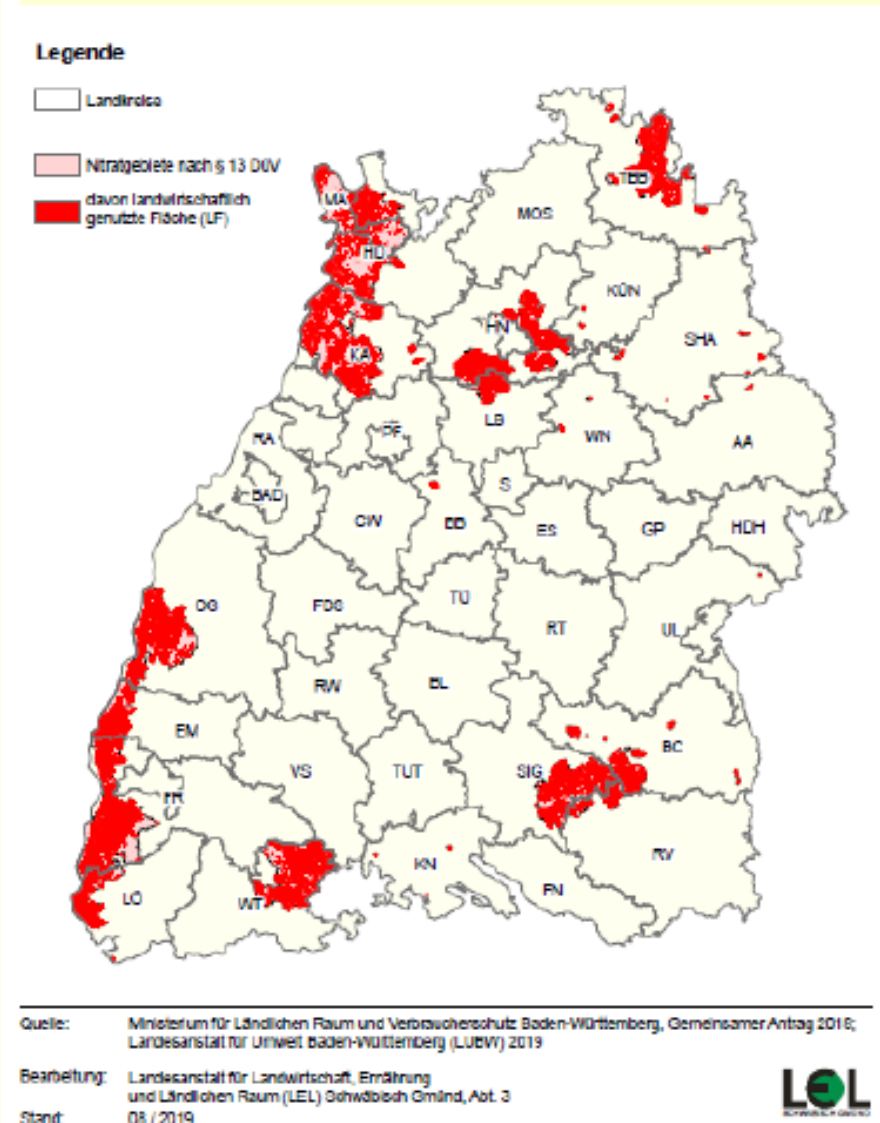 Legende
Landkreise
Nitratgebiete nach § 13 DüV
davon landwirtschaftlich
genutzte Fläche (LF)
TBB
MA
MOS
HD
KÜN
HN
SHA
KA
LB
RA
PF
WN
AA
BAD
S
CW
BB
ES
GP
HDH
OG
FDS
TÜ
RT
UL
RW
BL
EM
VS
TUT
SIG
BC
FR
KN
RV
LÖ
WT
FN
Quelle: Ministerium für Ländlichen Raum und Verbraucherschutz Baden-Württemberg, Gemeinsamer Antrag 2018;
Landesanstalt für Umwelt Baden-Württemberg (LUBW) 2019
Bearbeitung: Landesanstalt für Landwirtschaft, Ernährung
und Ländlichen Raum (LEL) Schwäbisch Gmünd, Abt. 3
Stand: 08 / 2019
LEL
SCHWÄBISCH GMÜND